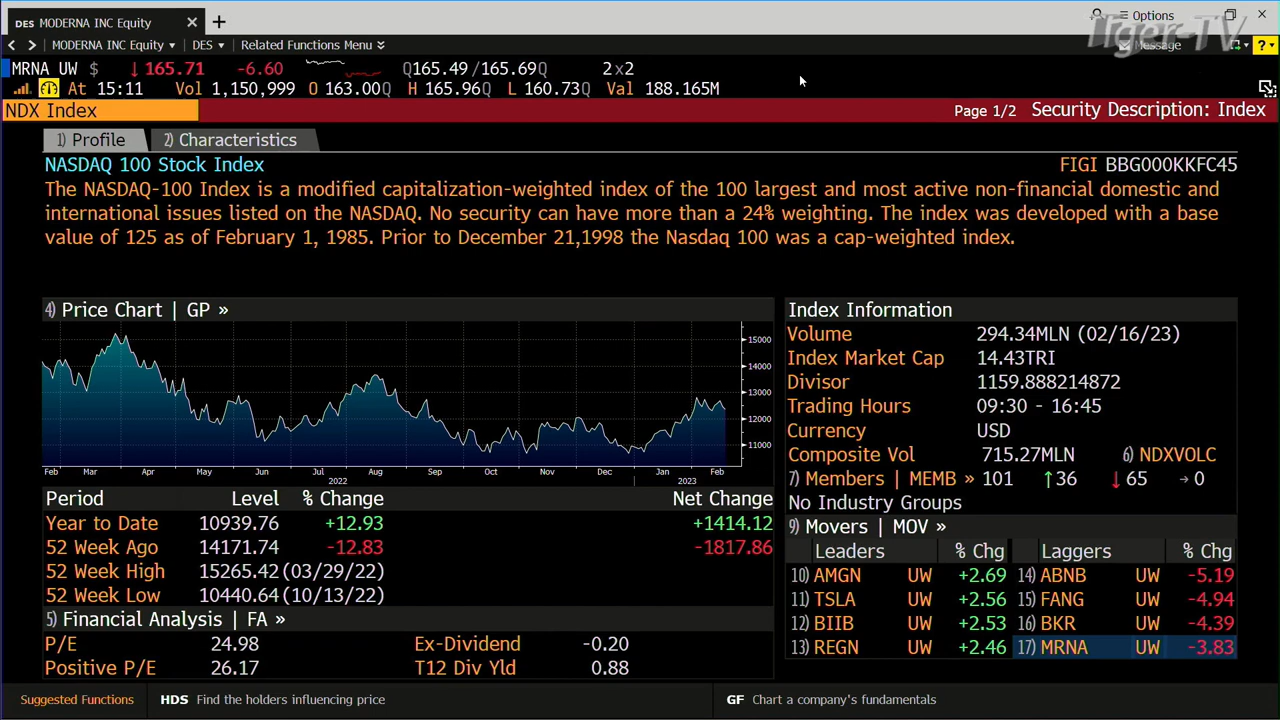 DES MODERNA INC Equity × +
Options
Tiger-TV
< > MODERNA INC Equity DES Related Functions Menu
Message
?
MRNA UW $ ↓165.71 -6.60 Q165.49/165.69Q 2x2
At 15:11 Vol 1,150,999 O 163.00Q H 165.96Q L 160.73Q Val 188.165M
NDX Index Page 1/2 Security Description: Index
1) Profile 2) Characteristics
NASDAQ 100 Stock Index FIGI BBG000KKFC45
The NASDAQ-100 Index is a modified capitalization-weighted index of the 100 largest and most active non-financial domestic and
international issues listed on the NASDAQ. No security can have more than a 24% weighting. The index was developed with a base
value of 125 as of February 1, 1985. Prior to December 21,1998 the Nasdaq 100 was a cap-weighted index.
4) Price Chart | GP »
15000
14000
13000
12000
11000
Feb Mar Apr May Jun Jul Aug Sep Oct Nov Dec Jan Feb
2022 2023
Index Information
Volume 294.34MLN (02/16/23)
Index Market Cap 14.43TRI
Divisor 1159.888214872
Trading Hours 09:30 - 16:45
Currency USD
Composite Vol 715.27MLN 6) NDXVOLC
7) Members | MEMB » 101 ↑36 ↓65 →0
No Industry Groups
Period Level % Change Net Change
Year to Date 10939.76 +12.93 +1414.12
52 Week Ago 14171.74 -12.83 -1817.86
52 Week High 15265.42 (03/29/22)
52 Week Low 10440.64 (10/13/22)
9) Movers | MOV »
Leaders % Chg Laggers % Chg
10) AMGN UW +2.69 14) ABNB UW -5.19
11) TSLA UW +2.56 15) FANG UW -4.94
12) BIIB UW +2.53 16) BKR UW -4.39
13) REGN UW +2.46 17) MRNA UW -3.83
5) Financial Analysis | FA »
P/E 24.98 Ex-Dividend -0.20
Positive P/E 26.17 T12 Div Yld 0.88
Suggested Functions HDS Find the holders influencing price GF Chart a company's fundamentals